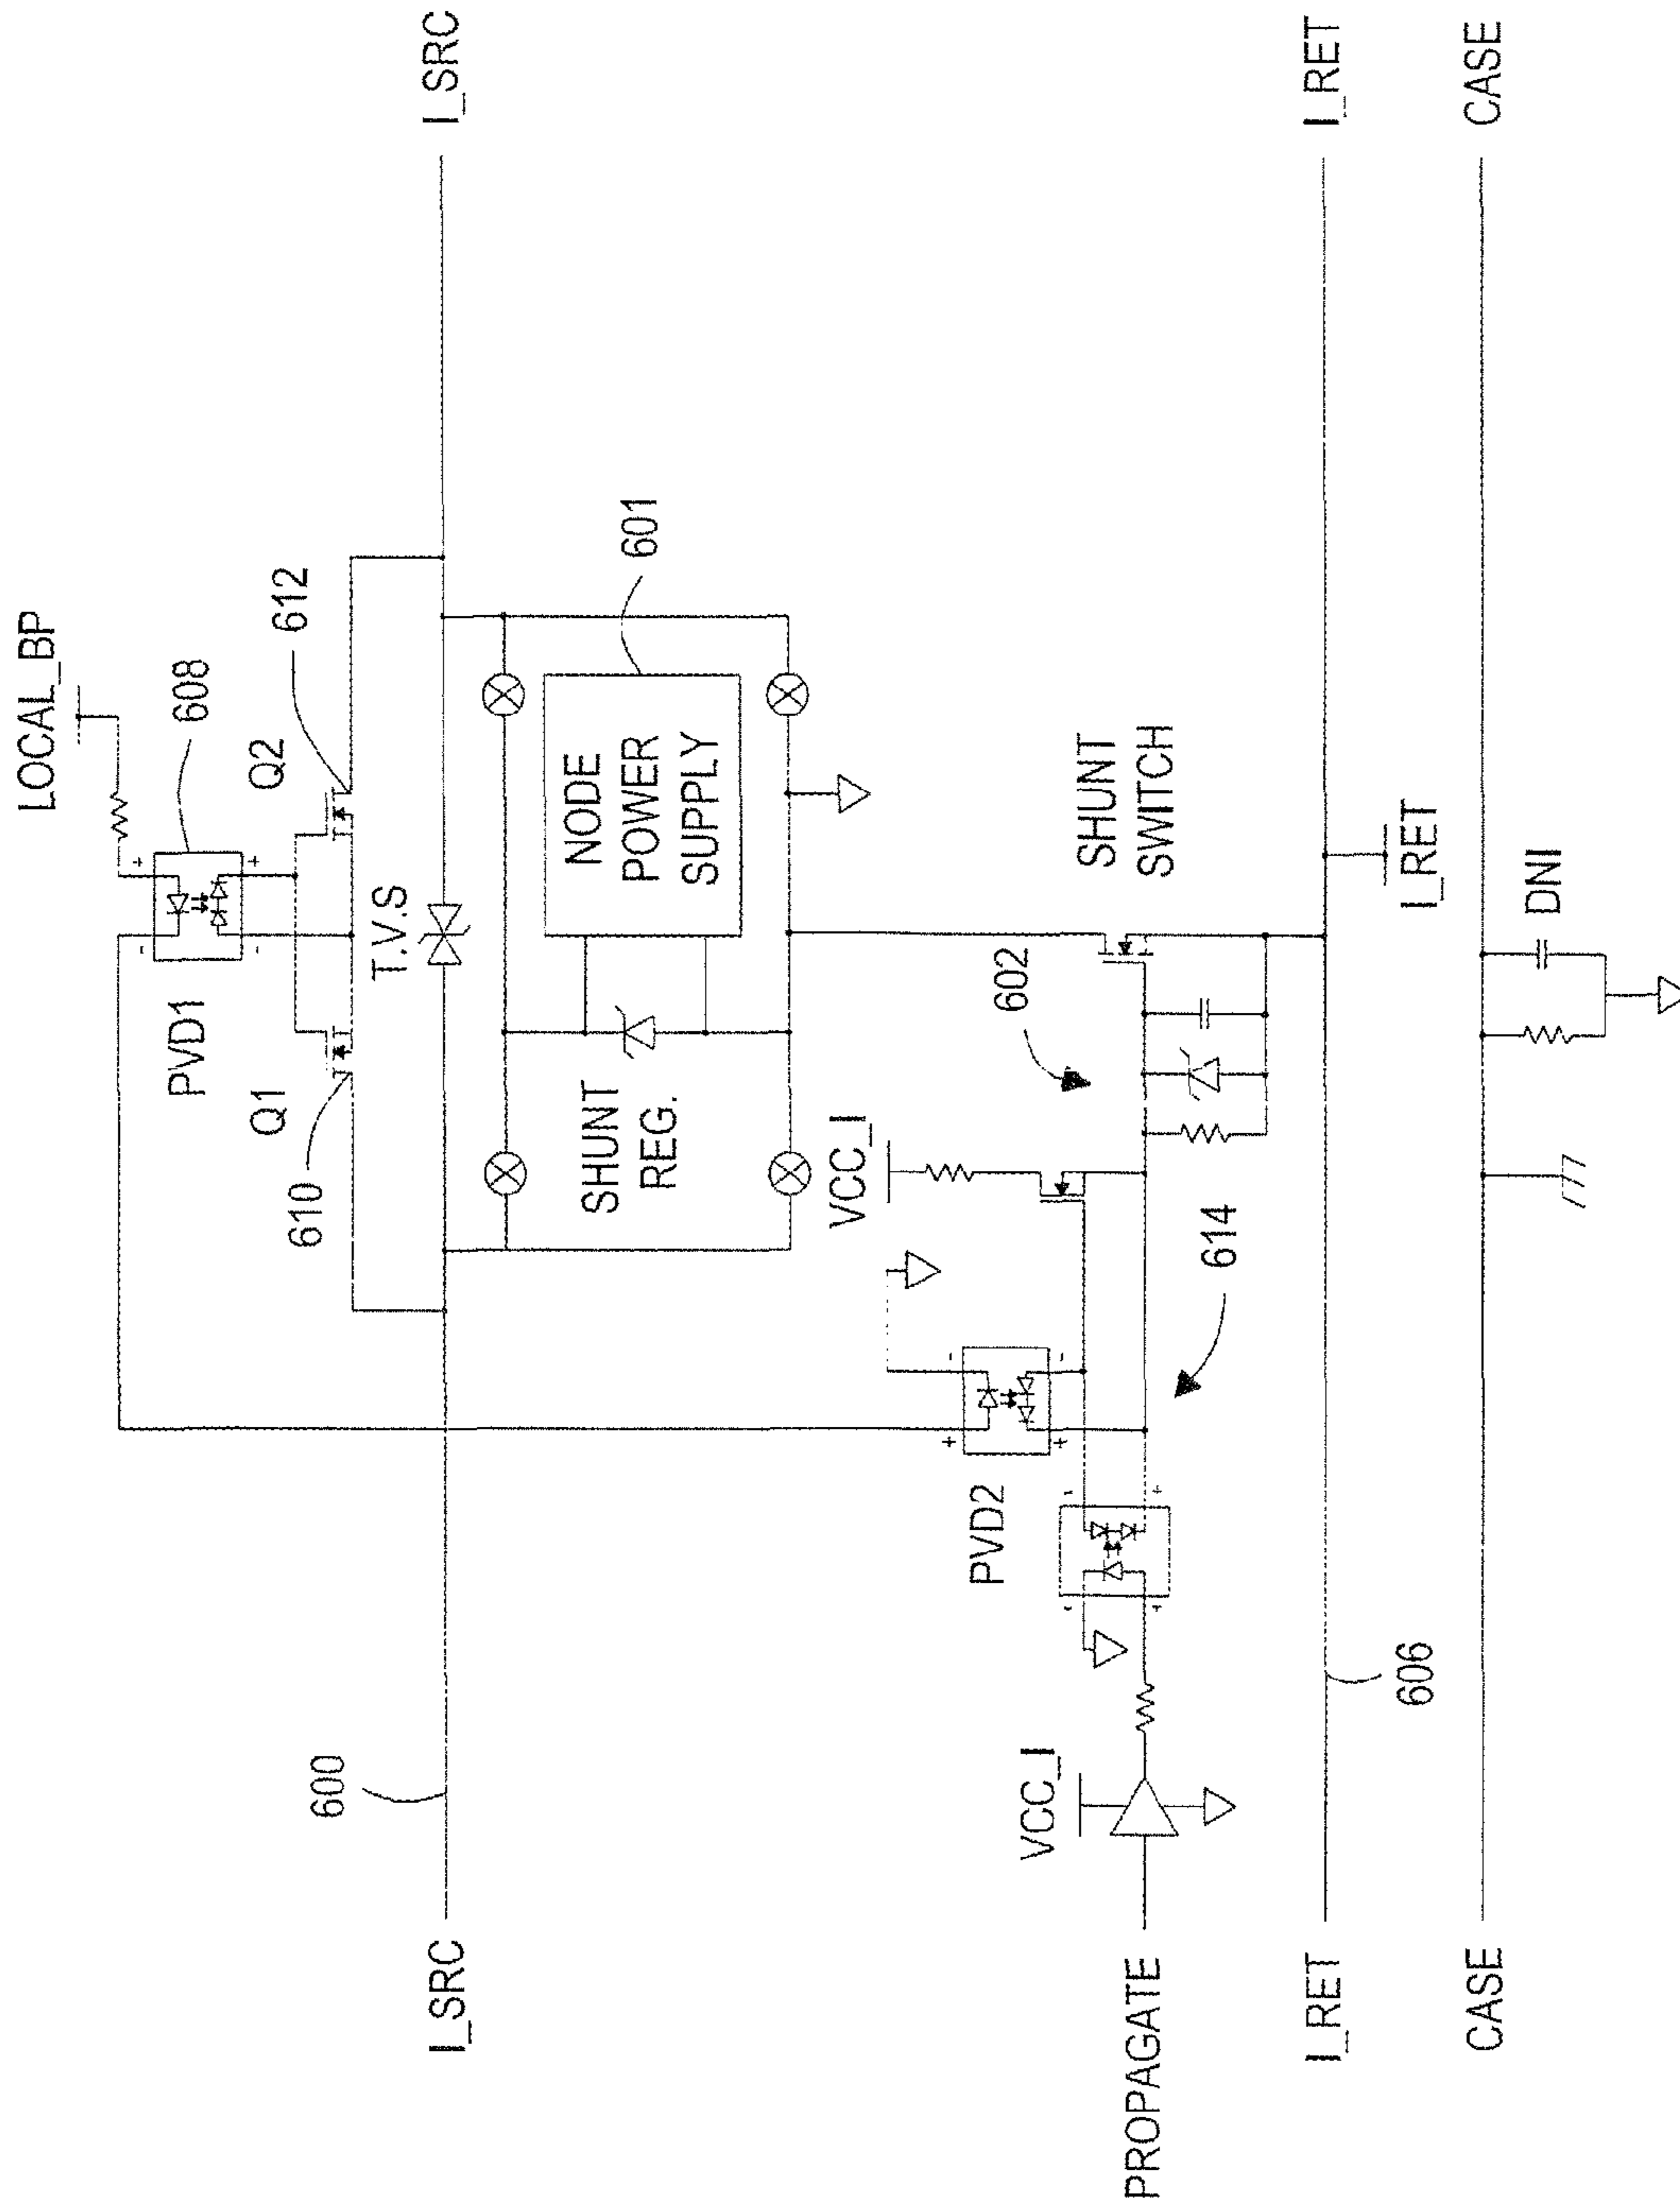 LOCAL_BP
608
PVD1
Q1
610
Q2
612
T.V.S
I_SRC
600
I_SRC
601
NODE
POWER
SUPPLY
SHUNT
REG.
VCC_I
602
SHUNT
SWITCH
PVD2
614
VCC_I
PROPAGATE
I_RET
606
I_RET
I_RET
CASE
DNI
CASE